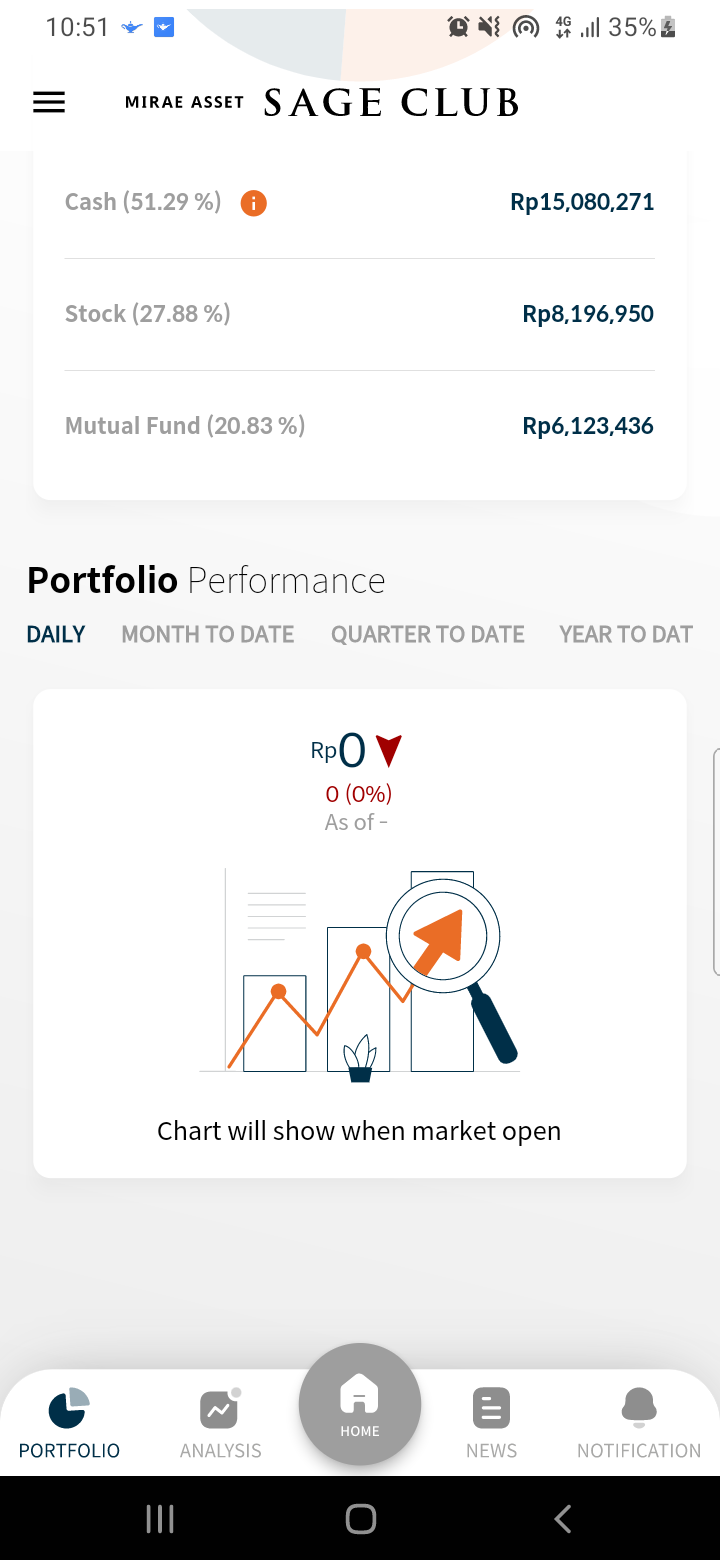 10:51 4G 35%
MIRAE ASSET SAGE CLUB
Cash (51.29 %) i Rp15,080,271
Stock (27.88 %) Rp8,196,950
Mutual Fund (20.83 %) Rp6,123,436
Portfolio Performance
DAILY MONTH TO DATE QUARTER TO DATE YEAR TO DAT
Rp0
0 (0%)
As of -
Chart will show when market open
PORTFOLIO ANALYSIS HOME NEWS NOTIFICATION